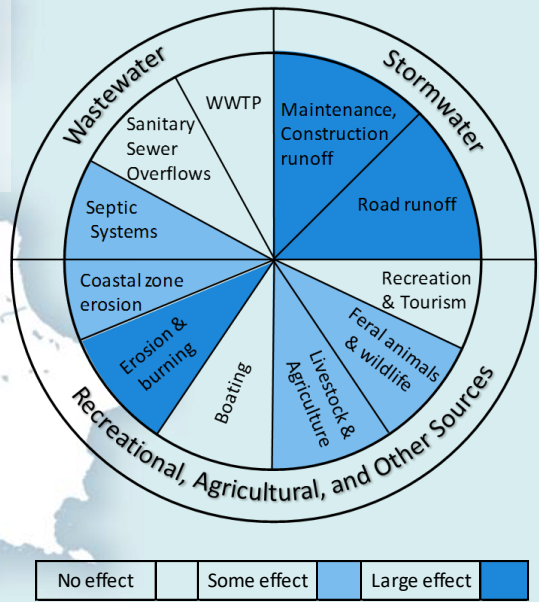 Wastewater
Stormwater
WWTP
Sanitary
Sewer
Overflows
Septic
Systems
Maintenance,
Construction
runoff
Road runoff
Coastal zone
erosion
Erosion &
burning
Boating
Livestock &
Agriculture
Feral animals
& wildlife
Recreation
& Tourism
Recreational, Agricultural, and Other Sources
No effect
Some effect
Large effect